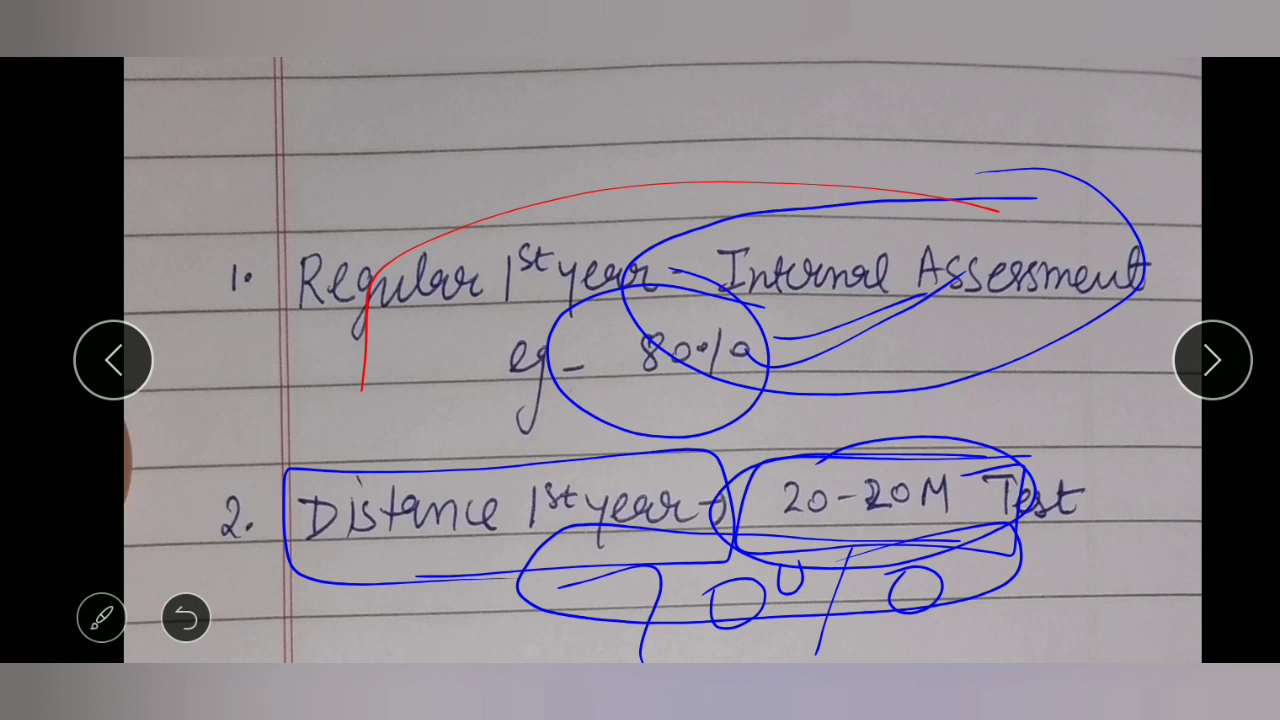 1. Regular 1st year - Internal Assessment
eg - 80%
2. Distance 1st year → 20-20M Test
70%